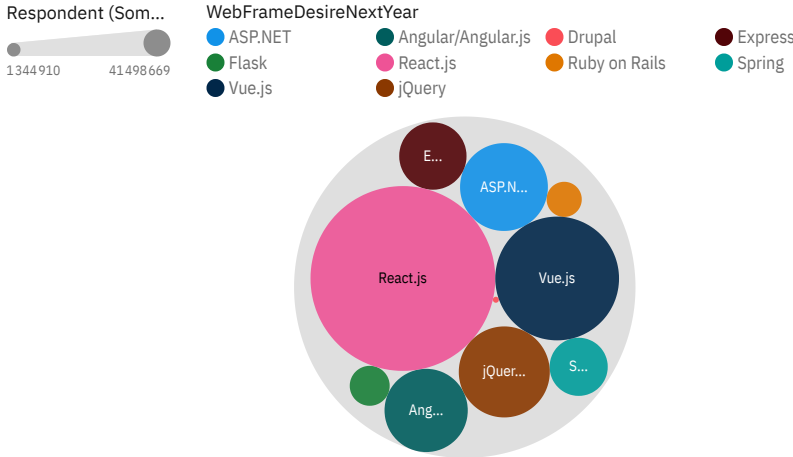 Respondent (Som...
1344910 41498669
WebFrameDesireNextYear
ASP.NET Angular/Angular.js Drupal Express
Flask React.js Ruby on Rails Spring
Vue.js jQuery
E...
ASP.N...
React.js
Vue.js
jQuer...
S...
Ang...